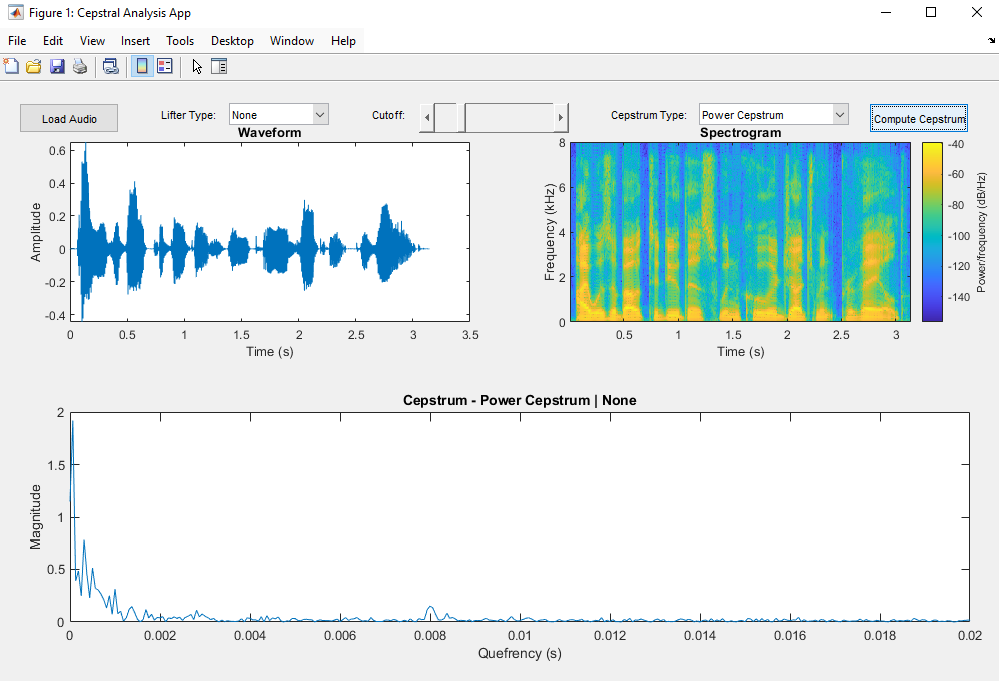 Figure 1: Cepstral Analysis App
File Edit View Insert Tools Desktop Window Help
Load Audio
Lifter Type:
None
Cutoff:
Cepstrum Type:
Power Cepstrum
Compute Cepstrum
Waveform
0.6
0.4
0.2
0
-0.2
-0.4
Amplitude
0 0.5 1 1.5 2 2.5 3 3.5
Time (s)
Spectrogram
8
6
4
2
0
Frequency (kHz)
0.5 1 1.5 2 2.5 3
Time (s)
-40
-60
-80
-100
-120
-140
Power/frequency (dB/Hz)
Cepstrum - Power Cepstrum | None
2
1.5
1
0.5
0
Magnitude
0 0.002 0.004 0.006 0.008 0.01 0.012 0.014 0.016 0.018 0.02
Quefrency (s)